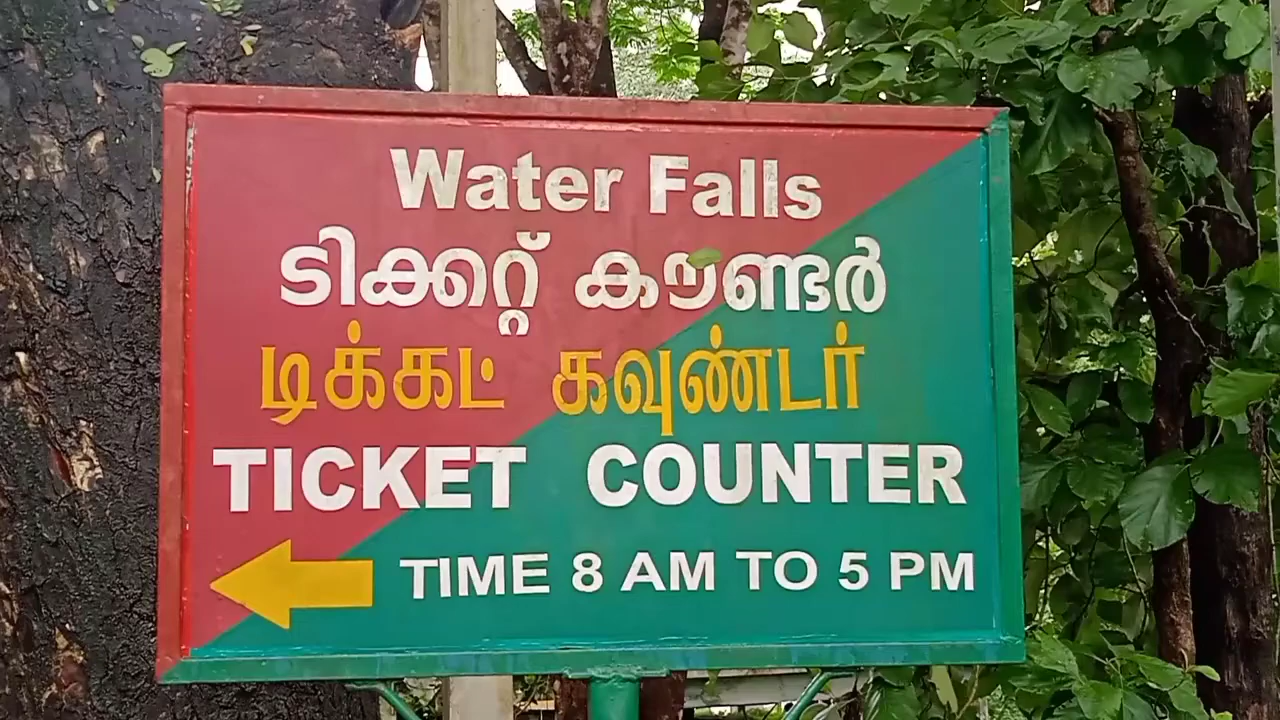 Water Falls
ടിക്കറ്റ് കൗണ്ടർ
டிக்கட் கவுண்டர்
TICKET COUNTER
TIME 8 AM TO 5 PM